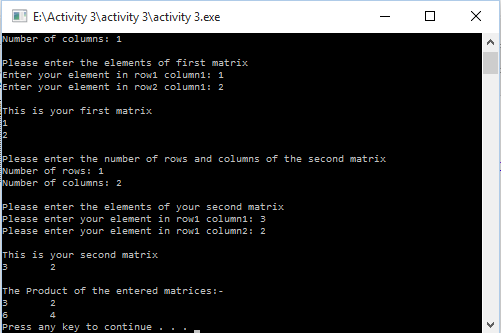 E:\Activity 3\activity 3\activity 3.exe
Number of columns: 1
Please enter the elements of first matrix
Enter your element in row1 column1: 1
Enter your element in row2 column1: 2
This is your first matrix
1
2
Please enter the number of rows and columns of the second matrix
Number of rows: 1
Number of columns: 2
Please enter the elements of your second matrix
Please enter your element in row1 column1: 3
Please enter your element in row1 column2: 2
This is your second matrix
3 2
The Product of the entered matrices:-
3 2
6 4
Press any key to continue . . .